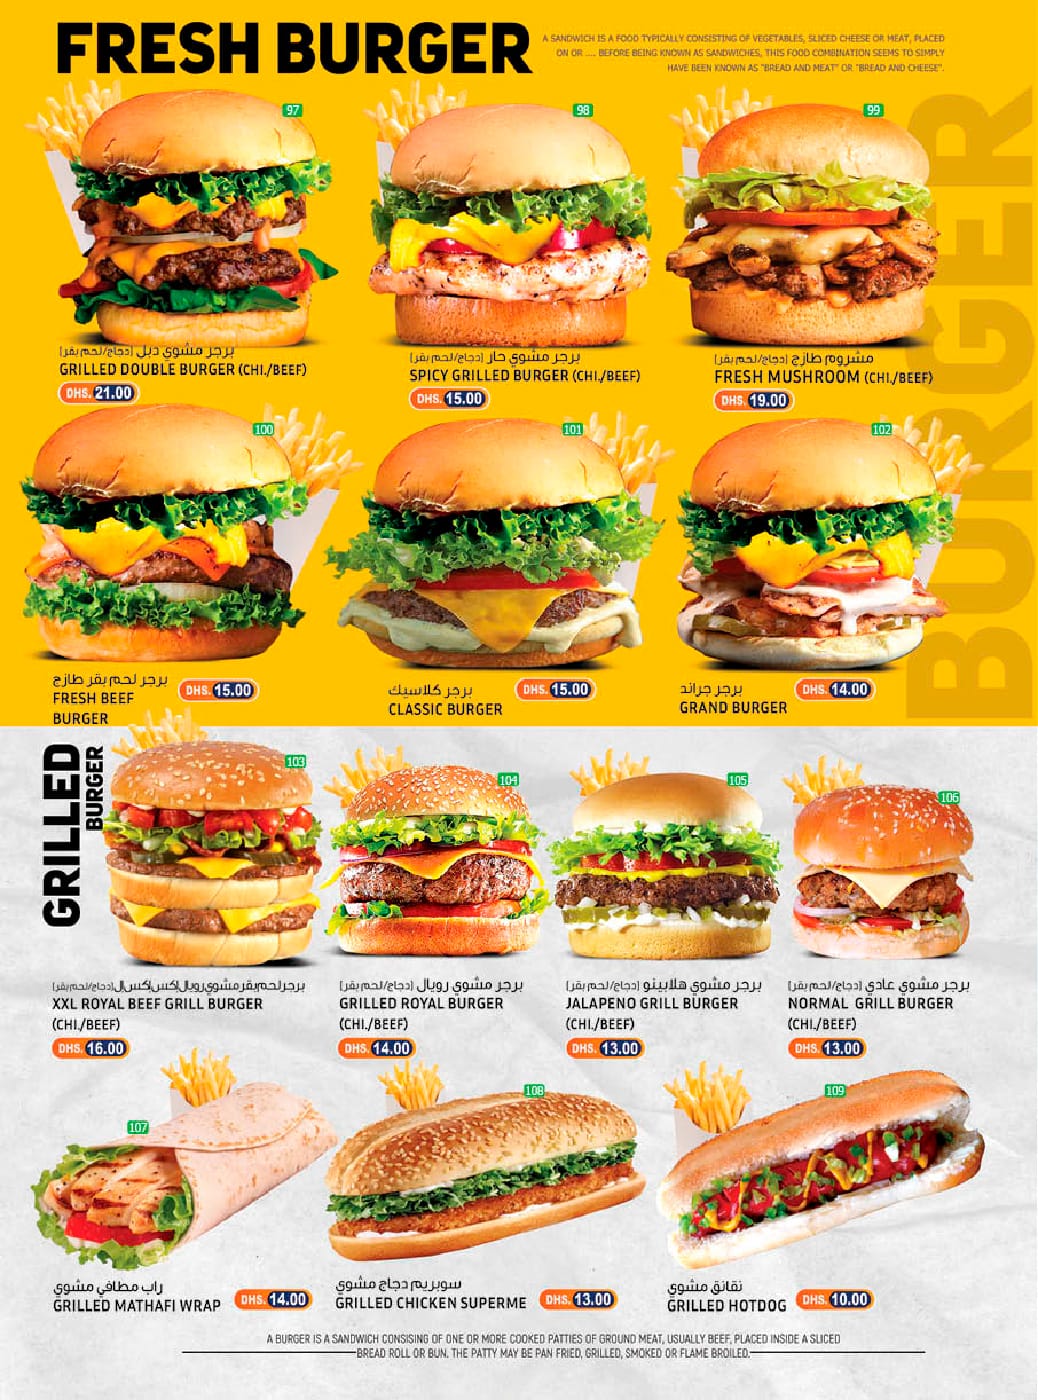 FRESH BURGER
A SANDWICH IS A FOOD TYPICALLY CONSISTING OF VEGETABLES, SLICED CHEESE OR MEAT, PLACED
ON OR .... BEFORE BEING KNOWN AS SANDWICHES, THIS FOOD COMBINATION SEEMS TO SIMPLY
HAVE BEEN KNOWN AS "BREAD AND MEAT" OR "BREAD AND CHEESE".
BURGER
97
برجر مشوي دبل (دجاج/لحم بقر)
GRILLED DOUBLE BURGER (CHI./BEEF)
DHS. 21.00
98
برجر مشوي حار (دجاج/لحم بقر)
SPICY GRILLED BURGER (CHI./BEEF)
DHS. 15.00
99
مشروم طازج (دجاج/لحم بقر)
FRESH MUSHROOM (CHI./BEEF)
DHS. 19.00
100
برجر لحم بقر طازج
FRESH BEEF
BURGER
DHS. 15.00
101
برجر كلاسيك
CLASSIC BURGER
DHS. 15.00
102
برجر جراند
GRAND BURGER
DHS. 14.00
GRILLED
BURGER
103
برجرلحم‌بقرمشوي‌رويال‌إكس‌إكس‌إل (دجاج/لحم بقر)
XXL ROYAL BEEF GRILL BURGER
(CHI./BEEF)
DHS. 16.00
104
برجر مشوي رويال (دجاج/لحم بقر)
GRILLED ROYAL BURGER
(CHI./BEEF)
DHS. 14.00
105
برجر مشوي هلابينو (دجاج/لحم بقر)
JALAPENO GRILL BURGER
(CHI./BEEF)
DHS. 13.00
106
برجر مشوي عادي (دجاج/لحم بقر)
NORMAL GRILL BURGER
(CHI./BEEF)
DHS. 13.00
107
راب مطافي مشوي
GRILLED MATHAFI WRAP
DHS. 14.00
108
سوبريم دجاج مشوي
GRILLED CHICKEN SUPERME
DHS. 13.00
109
نقانق مشوي
GRILLED HOTDOG
DHS. 10.00
A BURGER IS A SANDWICH CONSISING OF ONE OR MORE COOKED PATTIES OF GROUND MEAT, USUALLY BEEF, PLACED INSIDE A SLICED
BREAD ROLL OR BUN. THE PATTY MAY BE PAN FRIED, GRILLED, SMOKED OR FLAME BROILED.